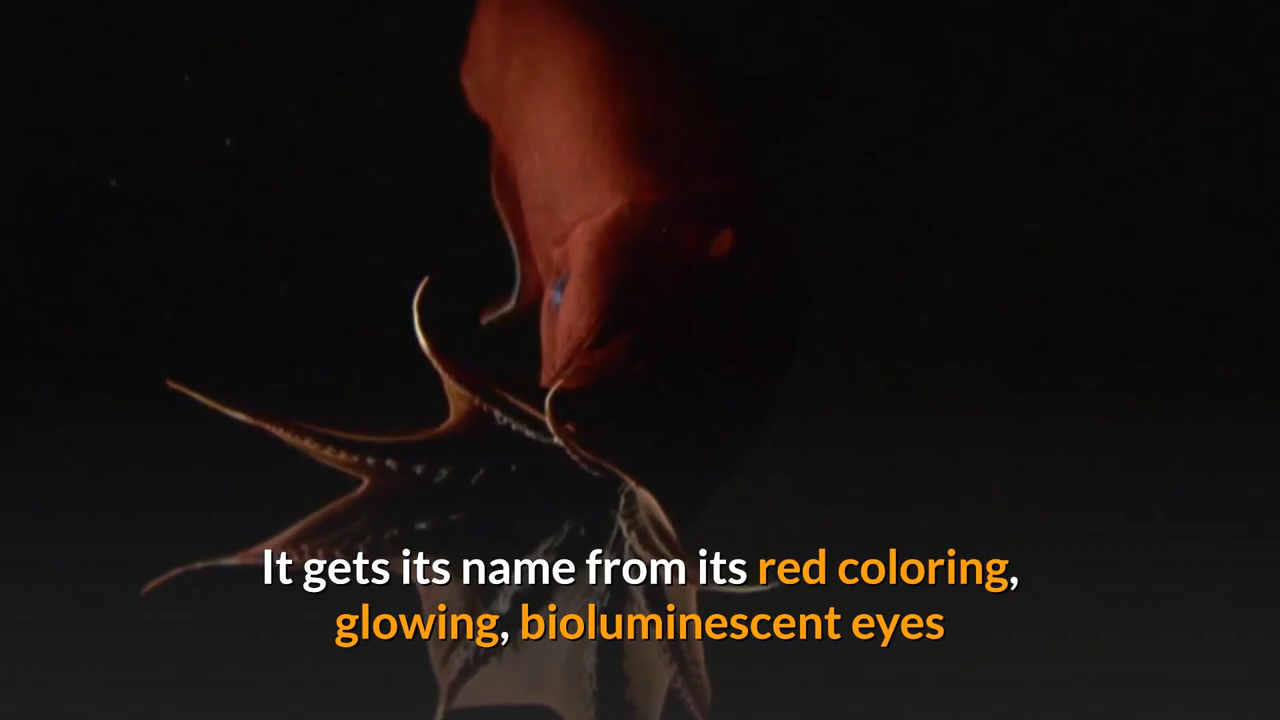 It gets its name from its red coloring,
glowing, bioluminescent eyes